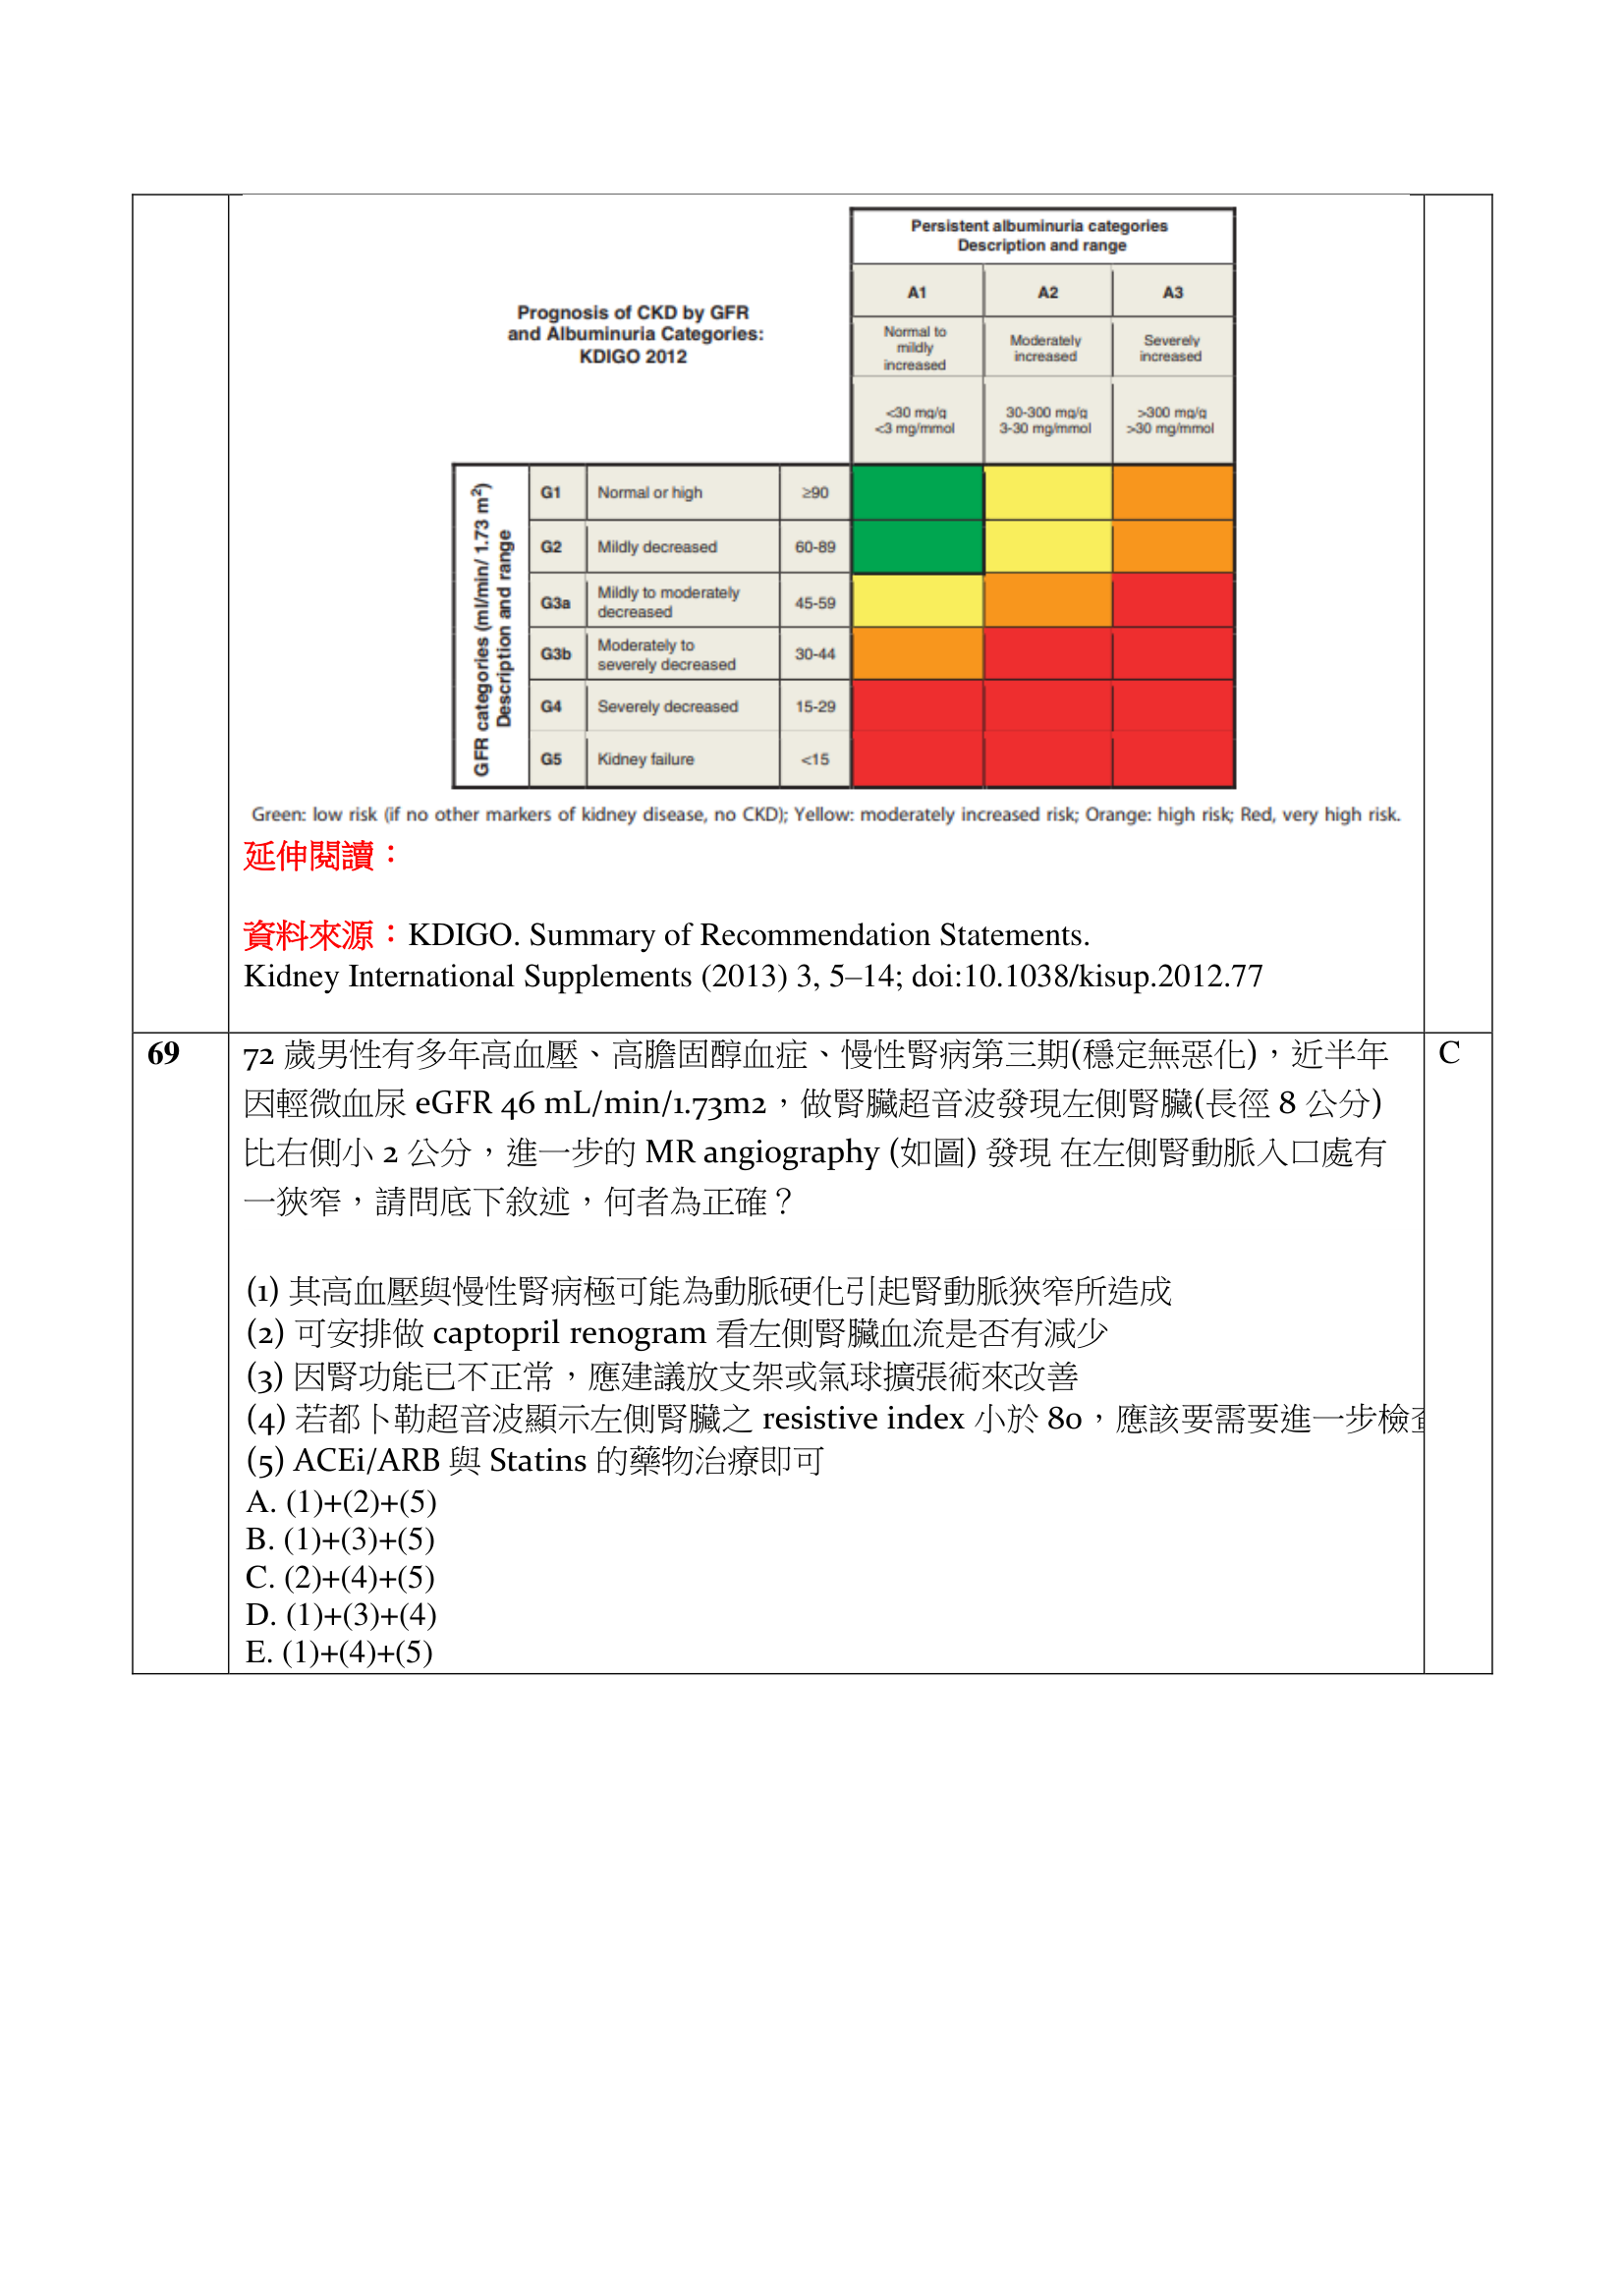 Persistent albuminuria categories
Description and range
A1 A2 A3
Prognosis of CKD by GFR
and Albuminuria Categories:
KDIGO 2012
Normal to
mildly
increased
Moderately
increased
Severely
increased
<30 mg/g
<3 mg/mmol
30-300 mg/g
3-30 mg/mmol
>300 mg/g
>30 mg/mmol
GFR categories (ml/min/ 1.73 m²)
Description and range
G1 Normal or high ≥90
G2 Mildly decreased 60-89
G3a Mildly to moderately
decreased 45-59
G3b Moderately to
severely decreased 30-44
G4 Severely decreased 15-29
G5 Kidney failure <15
Green: low risk (if no other markers of kidney disease, no CKD); Yellow: moderately increased risk; Orange: high risk; Red, very high risk.
延伸閱讀：
資料來源：KDIGO. Summary of Recommendation Statements.
Kidney International Supplements (2013) 3, 5–14; doi:10.1038/kisup.2012.77
69 72 歲男性有多年高血壓、高膽固醇血症、慢性腎病第三期(穩定無惡化)，近半年 C
因輕微血尿 eGFR 46 mL/min/1.73m2，做腎臟超音波發現左側腎臟(長徑 8 公分)
比右側小 2 公分，進一步的 MR angiography (如圖) 發現 在左側腎動脈入口處有
一狹窄，請問底下敘述，何者為正確？
(1) 其高血壓與慢性腎病極可能為動脈硬化引起腎動脈狹窄所造成
(2) 可安排做 captopril renogram 看左側腎臟血流是否有減少
(3) 因腎功能已不正常，應建議放支架或氣球擴張術來改善
(4) 若都卜勒超音波顯示左側腎臟之 resistive index 小於 80，應該要需要進一步檢
(5) ACEi/ARB 與 Statins 的藥物治療即可
A. (1)+(2)+(5)
B. (1)+(3)+(5)
C. (2)+(4)+(5)
D. (1)+(3)+(4)
E. (1)+(4)+(5)